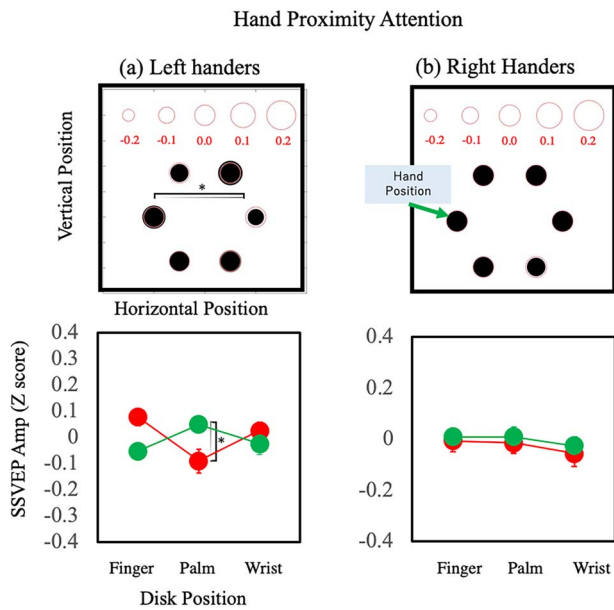 Hand Proximity Attention
(a) Left handers
(b) Right Handers
Vertical Position
-0.2 -0.1 0.0 0.1 0.2
*
-0.2 -0.1 0.0 0.1 0.2
Hand
Position
Horizontal Position
SSVEP Amp (Z score)
0.4
0.3
0.2
0.1
0
-0.1
-0.2
-0.3
-0.4
*
Finger Palm Wrist
Disk Position
0.4
0.2
0
-0.2
-0.4
Finger Palm Wrist